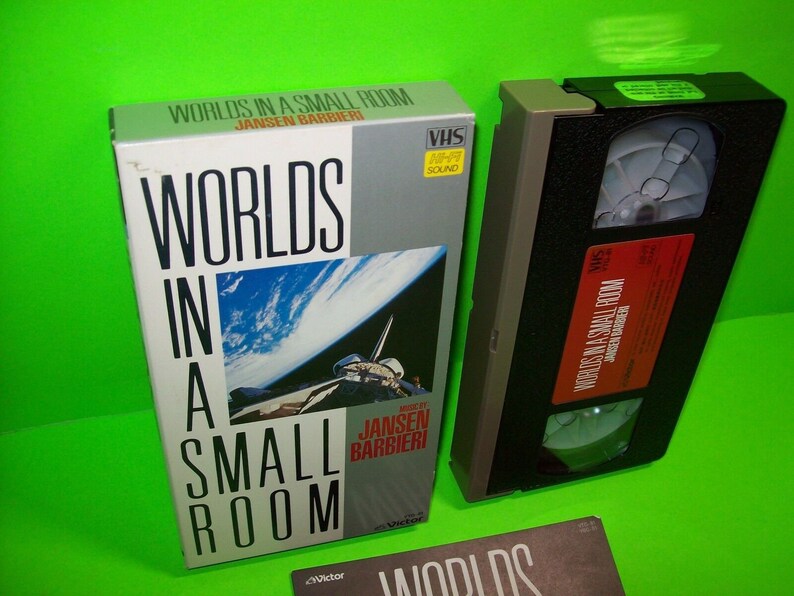 WORLDS IN A SMALL ROOM
JANSEN BARBIERI
VHS
Hi-Fi
SOUND
WORLDS
IN
A
SMALL
ROOM
MUSIC BY
JANSEN
BARBIERI
Victor
VHS
WORLDS IN A SMALL ROOM
JANSEN BARBIERI
Victor
WORLDS